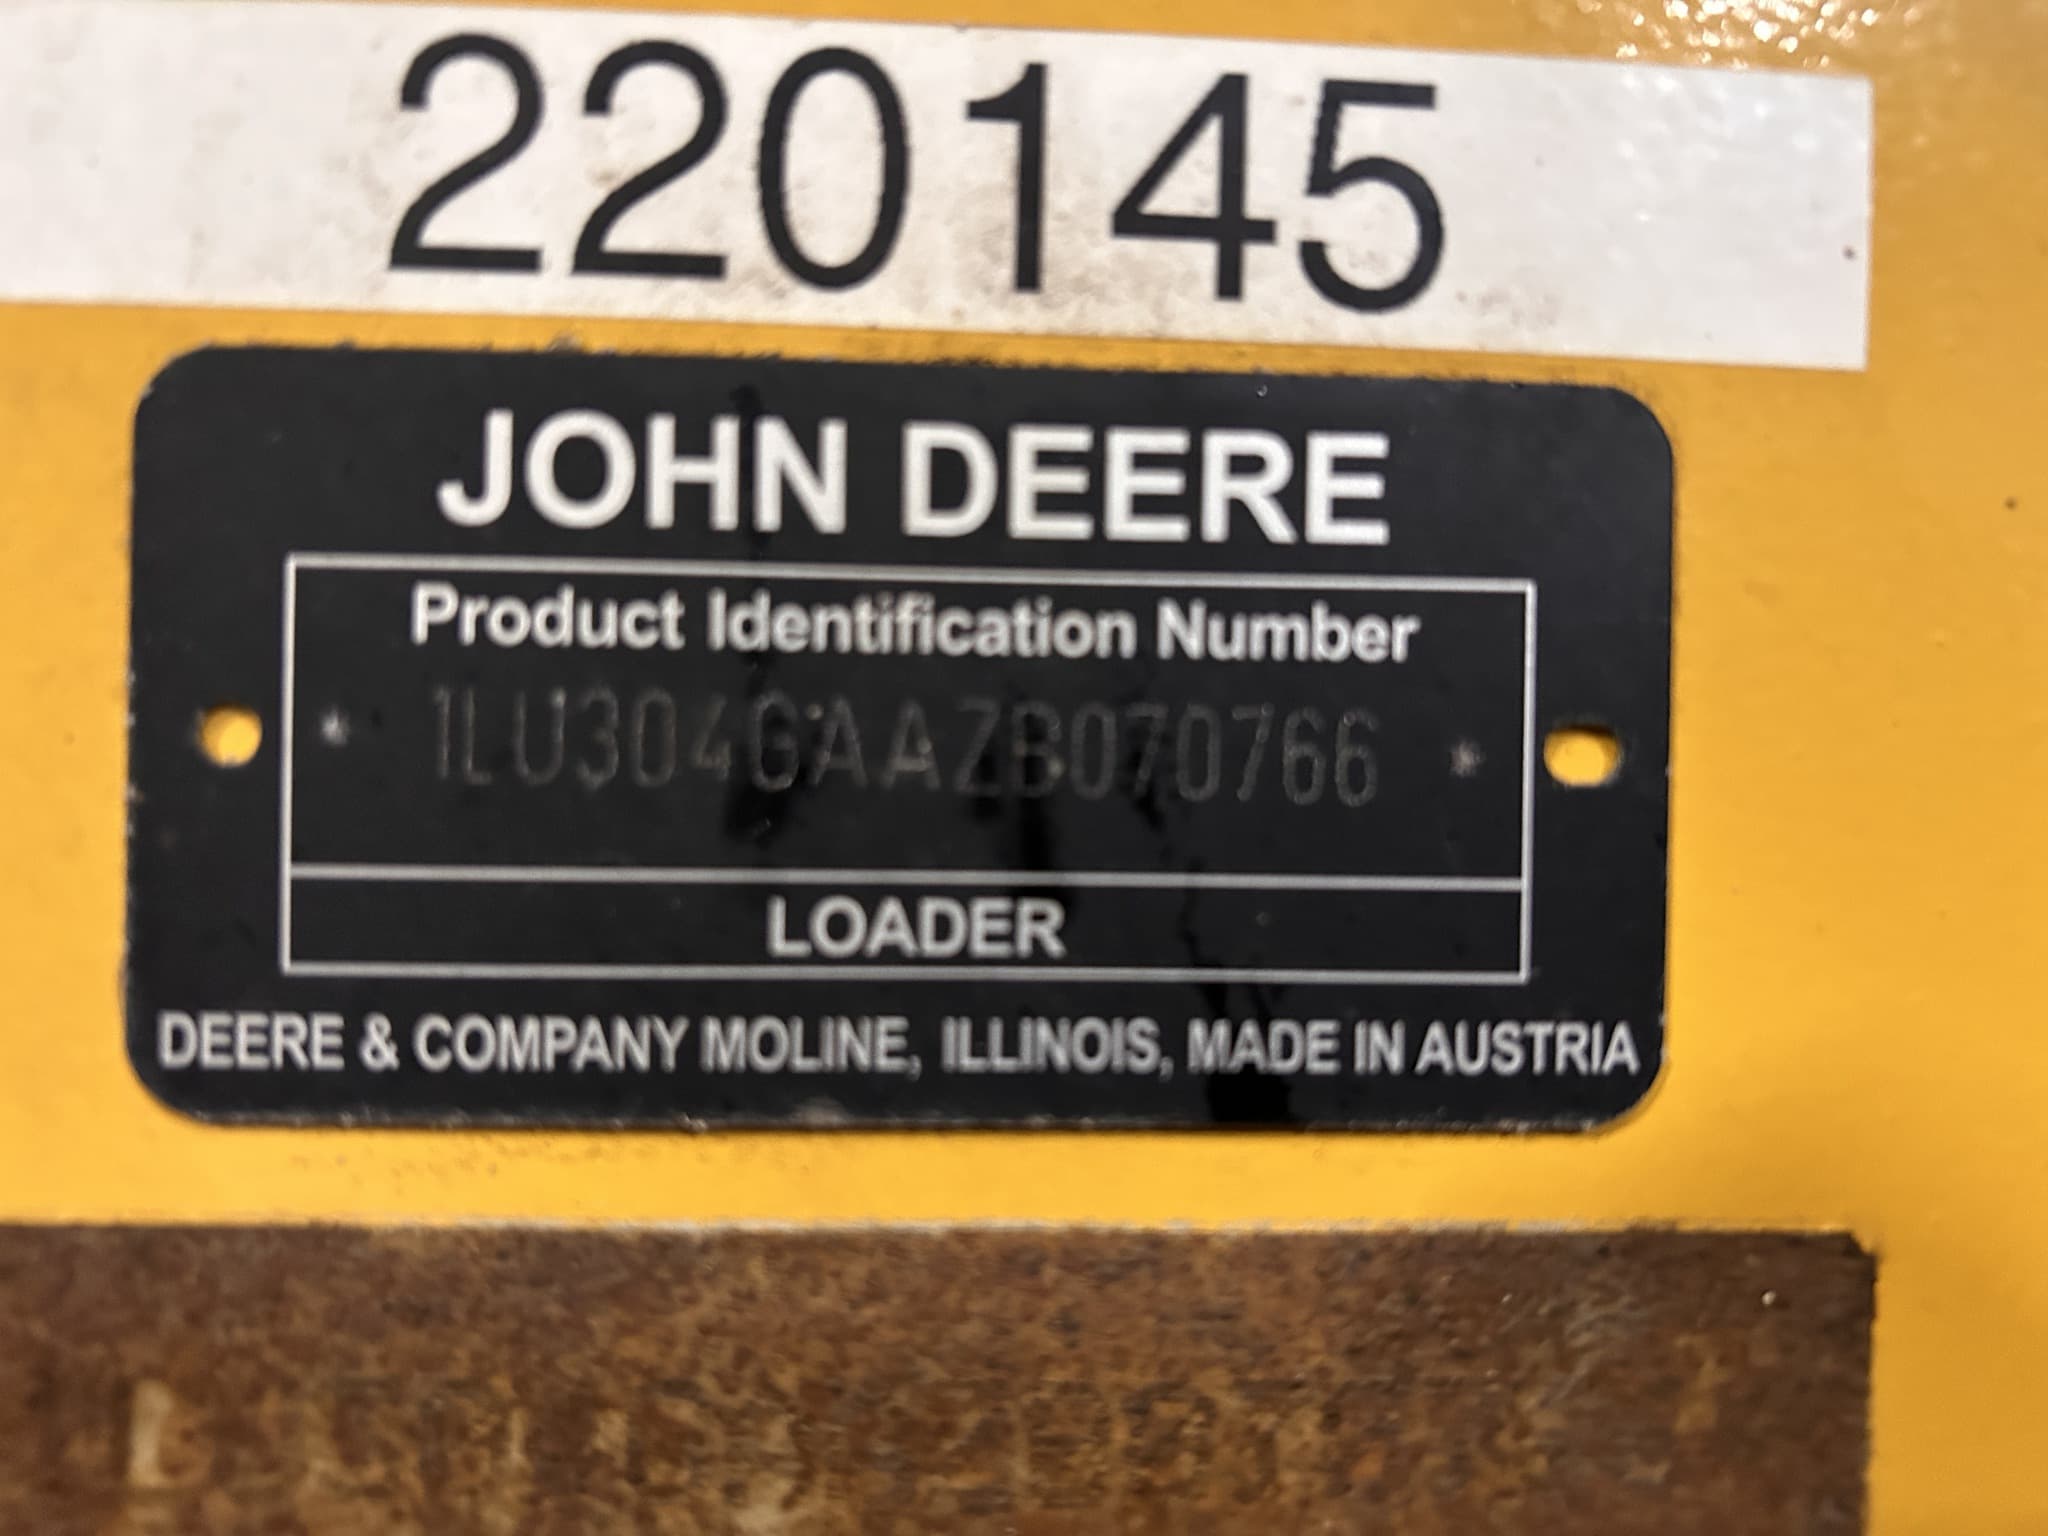 220145
JOHN DEERE
Product Identification Number
* 1LU304GAAZB070766 *
LOADER
DEERE & COMPANY MOLINE, ILLINOIS, MADE IN AUSTRIA